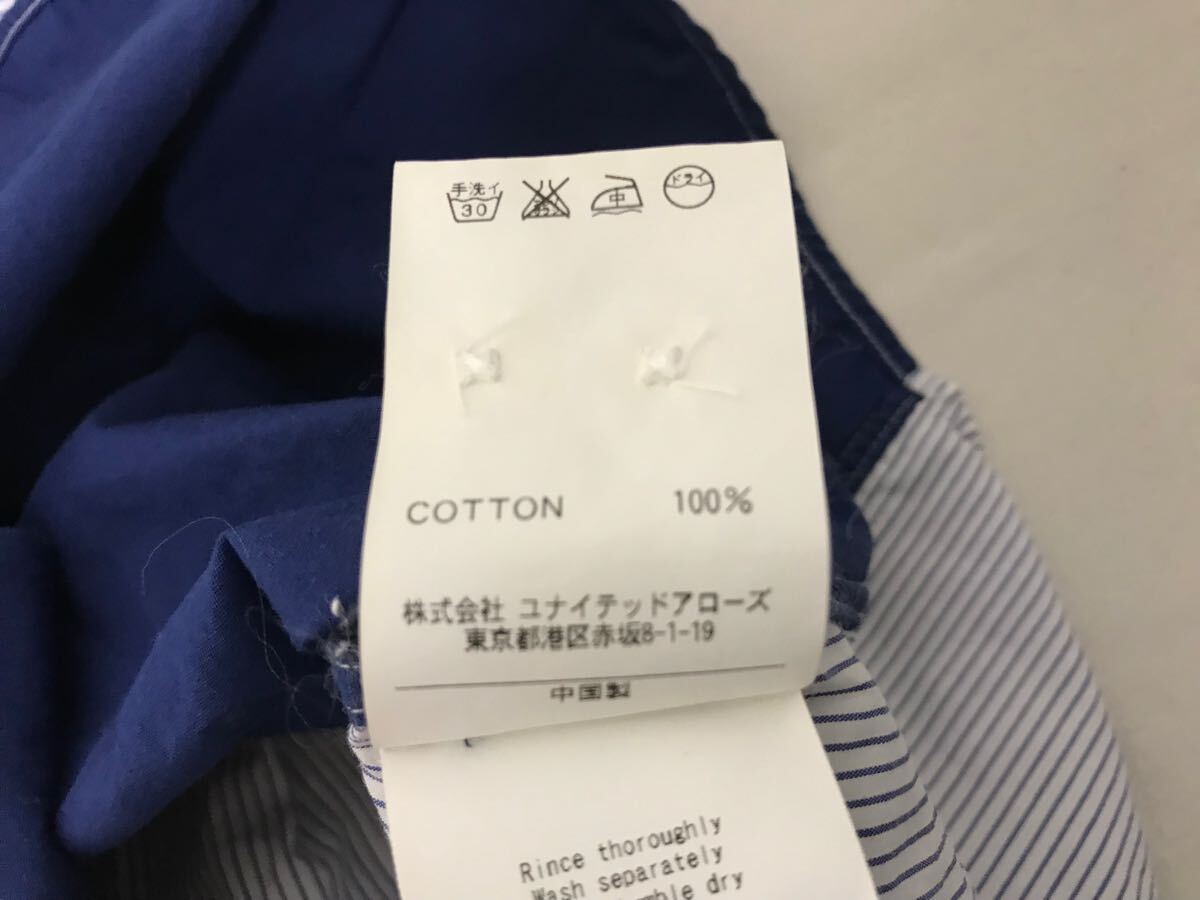 手洗イ 中 ドライ
30
COTTON 100%
株式会社 ユナイテッドアローズ
東京都港区赤坂8-1-19
中国製
Rince thoroughly
Wash separately
dry